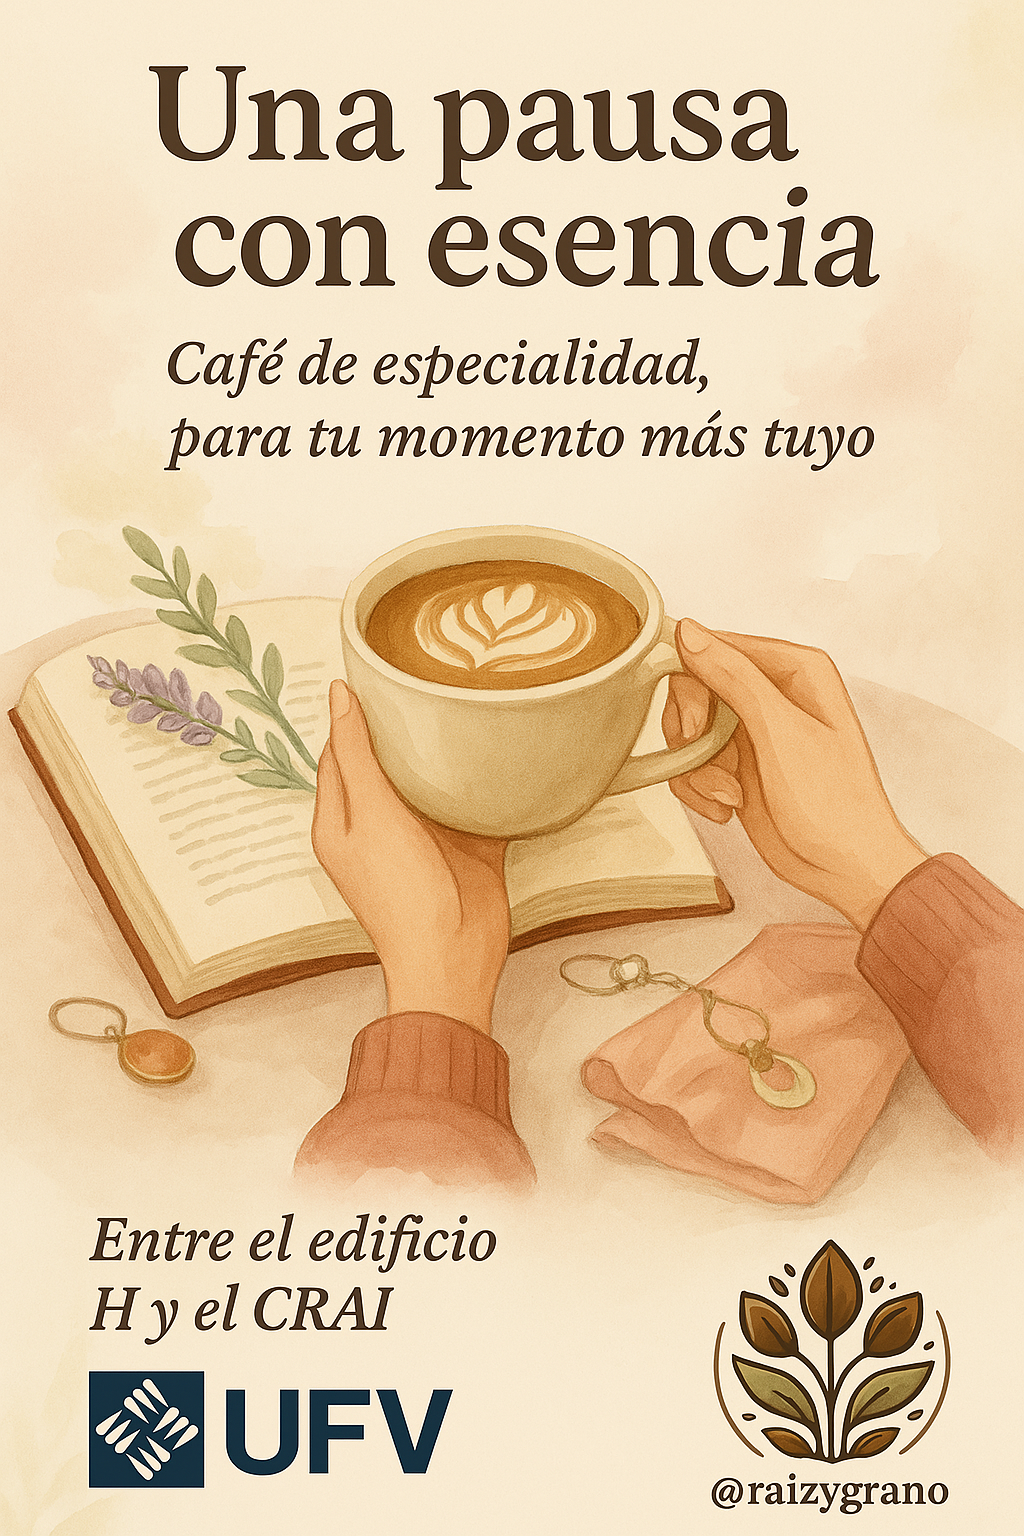 Una pausa
con esencia
Café de especialidad,
para tu momento más tuyo
Entre el edificio
H y el CRAI
UFV
@raizygrano